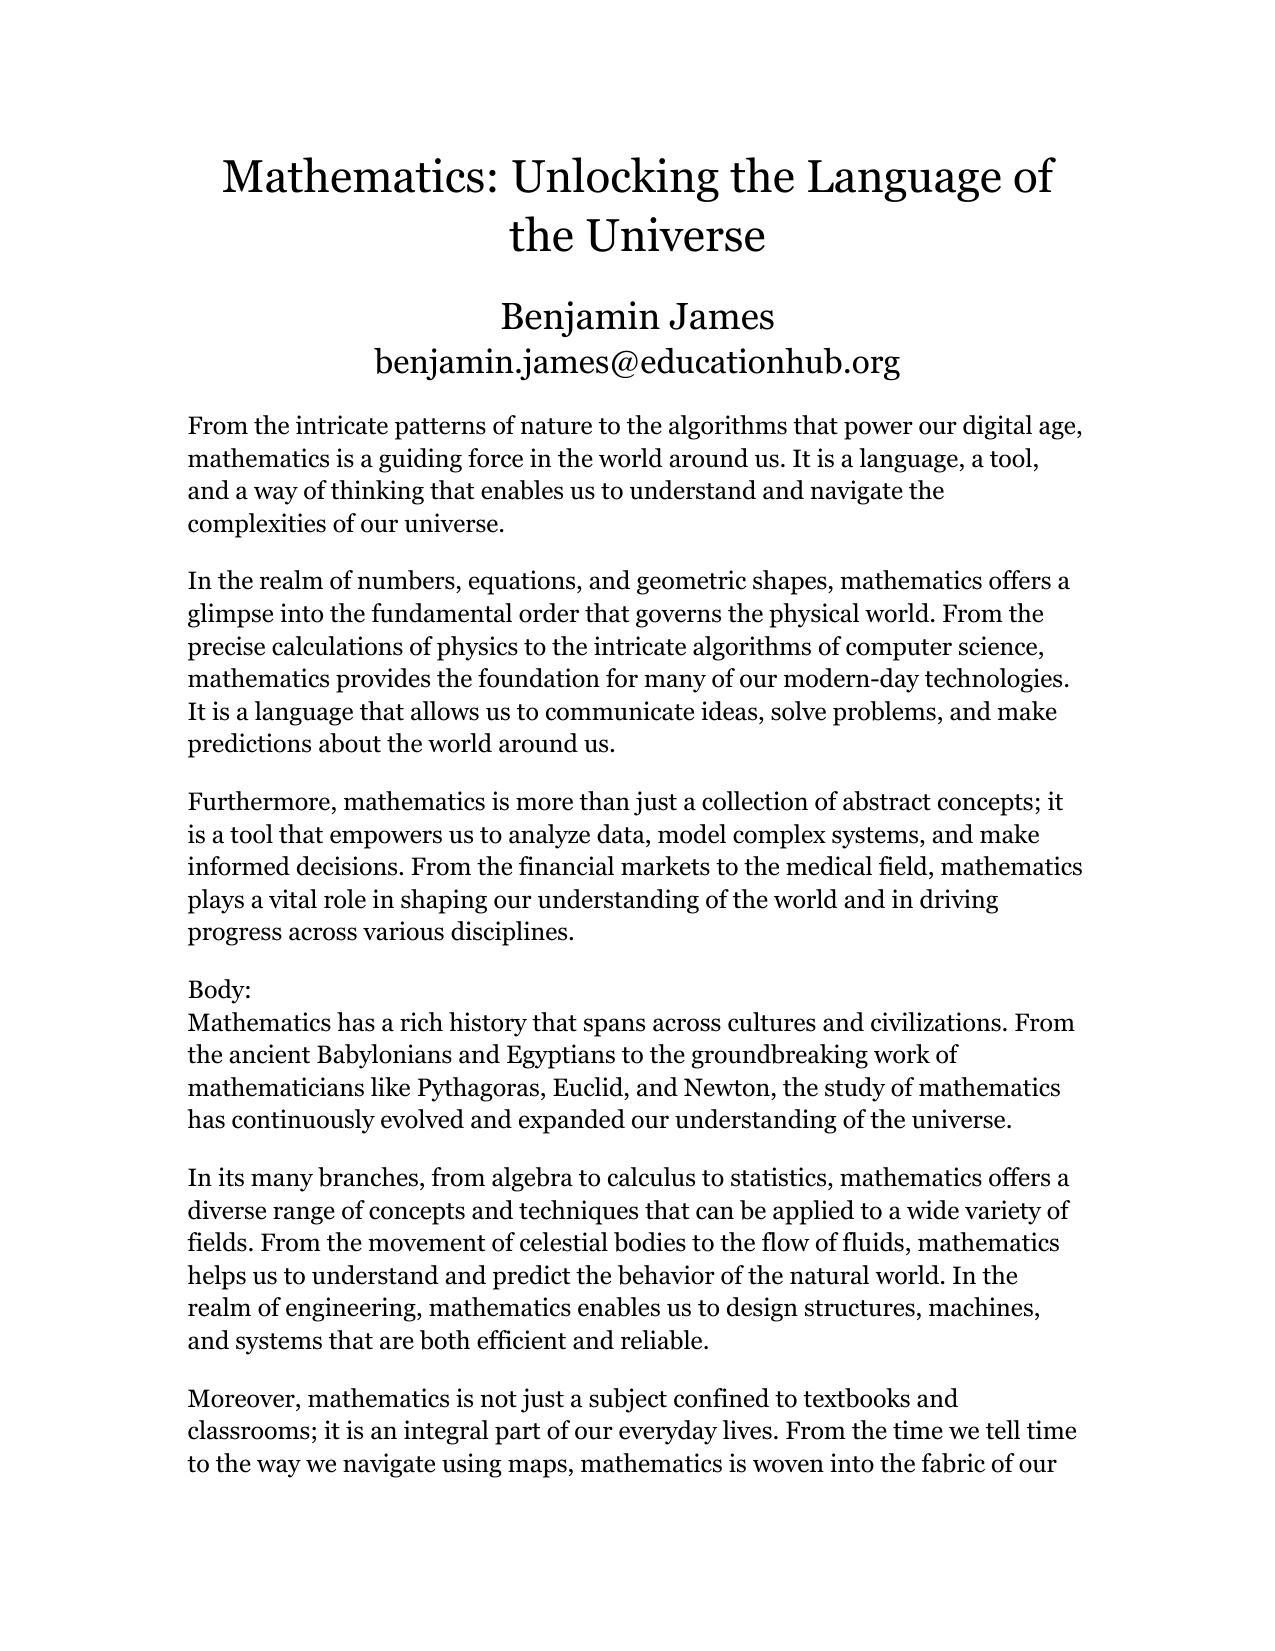 Mathematics: Unlocking the Language of
the Universe
Benjamin James
benjamin.james@educationhub.org
From the intricate patterns of nature to the algorithms that power our digital age,
mathematics is a guiding force in the world around us. It is a language, a tool,
and a way of thinking that enables us to understand and navigate the
complexities of our universe.
In the realm of numbers, equations, and geometric shapes, mathematics offers a
glimpse into the fundamental order that governs the physical world. From the
precise calculations of physics to the intricate algorithms of computer science,
mathematics provides the foundation for many of our modern-day technologies.
It is a language that allows us to communicate ideas, solve problems, and make
predictions about the world around us.
Furthermore, mathematics is more than just a collection of abstract concepts; it
is a tool that empowers us to analyze data, model complex systems, and make
informed decisions. From the financial markets to the medical field, mathematics
plays a vital role in shaping our understanding of the world and in driving
progress across various disciplines.
Body:
Mathematics has a rich history that spans across cultures and civilizations. From
the ancient Babylonians and Egyptians to the groundbreaking work of
mathematicians like Pythagoras, Euclid, and Newton, the study of mathematics
has continuously evolved and expanded our understanding of the universe.
In its many branches, from algebra to calculus to statistics, mathematics offers a
diverse range of concepts and techniques that can be applied to a wide variety of
fields. From the movement of celestial bodies to the flow of fluids, mathematics
helps us to understand and predict the behavior of the natural world. In the
realm of engineering, mathematics enables us to design structures, machines,
and systems that are both efficient and reliable.
Moreover, mathematics is not just a subject confined to textbooks and
classrooms; it is an integral part of our everyday lives. From the time we tell time
to the way we navigate using maps, mathematics is woven into the fabric of our